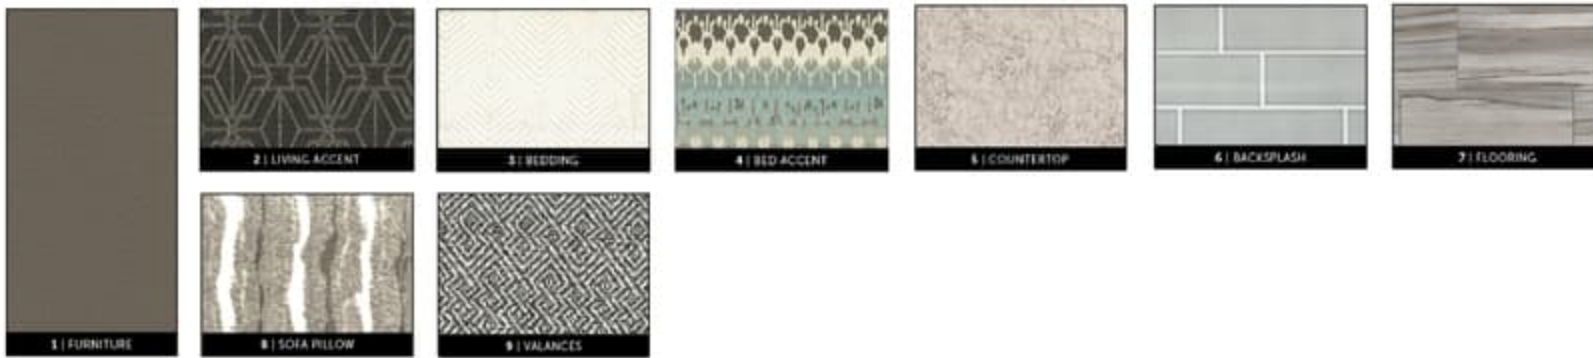 1 | FURNITURE
2 | LIVING ACCENT
3 | BEDDING
4 | BED ACCENT
5 | COUNTERTOP
6 | BACKSPLASH
7 | FLOORING
8 | SOFA PILLOW
9 | VALANCES